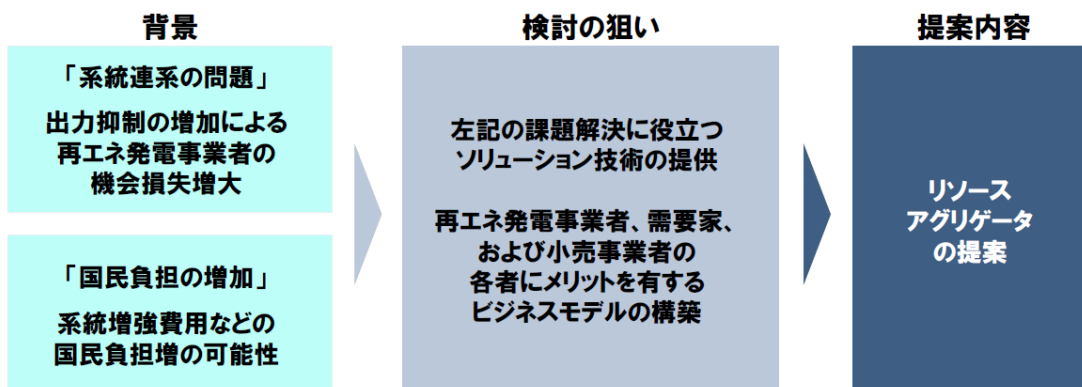 背景
「系統連系の問題」
出力抑制の増加による
再エネ発電事業者の
機会損失増大
「国民負担の増加」
系統増強費用などの
国民負担増の可能性
検討の狙い
左記の課題解決に役立つ
ソリューション技術の提供
再エネ発電事業者、需要家、
および小売事業者の
各者にメリットを有する
ビジネスモデルの構築
提案内容
リソース
アグリゲータ
の提案